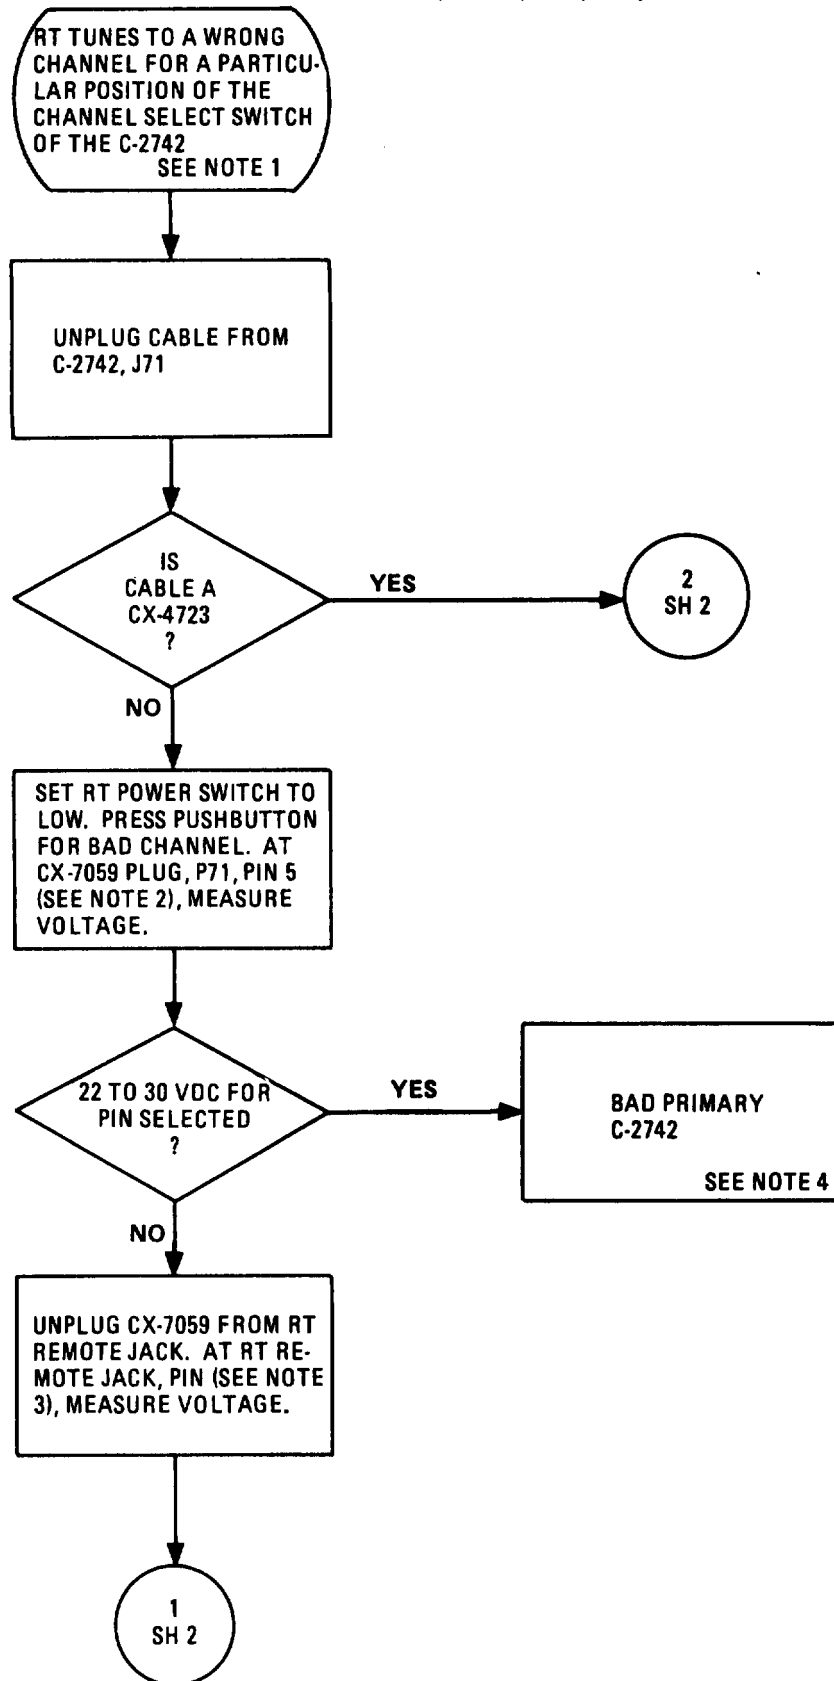 RT TUNES TO A WRONG
CHANNEL FOR A PARTICU-
LAR POSITION OF THE
CHANNEL SELECT SWITCH
OF THE C-2742
SEE NOTE 1
UNPLUG CABLE FROM
C-2742, J71
IS
CABLE A
CX-4723
?
YES
2
SH 2
NO
SET RT POWER SWITCH TO
LOW. PRESS PUSHBUTTON
FOR BAD CHANNEL. AT
CX-7059 PLUG, P71, PIN 5
(SEE NOTE 2), MEASURE
VOLTAGE.
22 TO 30 VDC FOR
PIN SELECTED
?
YES
BAD PRIMARY
C-2742
SEE NOTE 4
NO
UNPLUG CX-7059 FROM RT
REMOTE JACK. AT RT RE-
MOTE JACK, PIN (SEE NOTE
3), MEASURE VOLTAGE.
1
SH 2